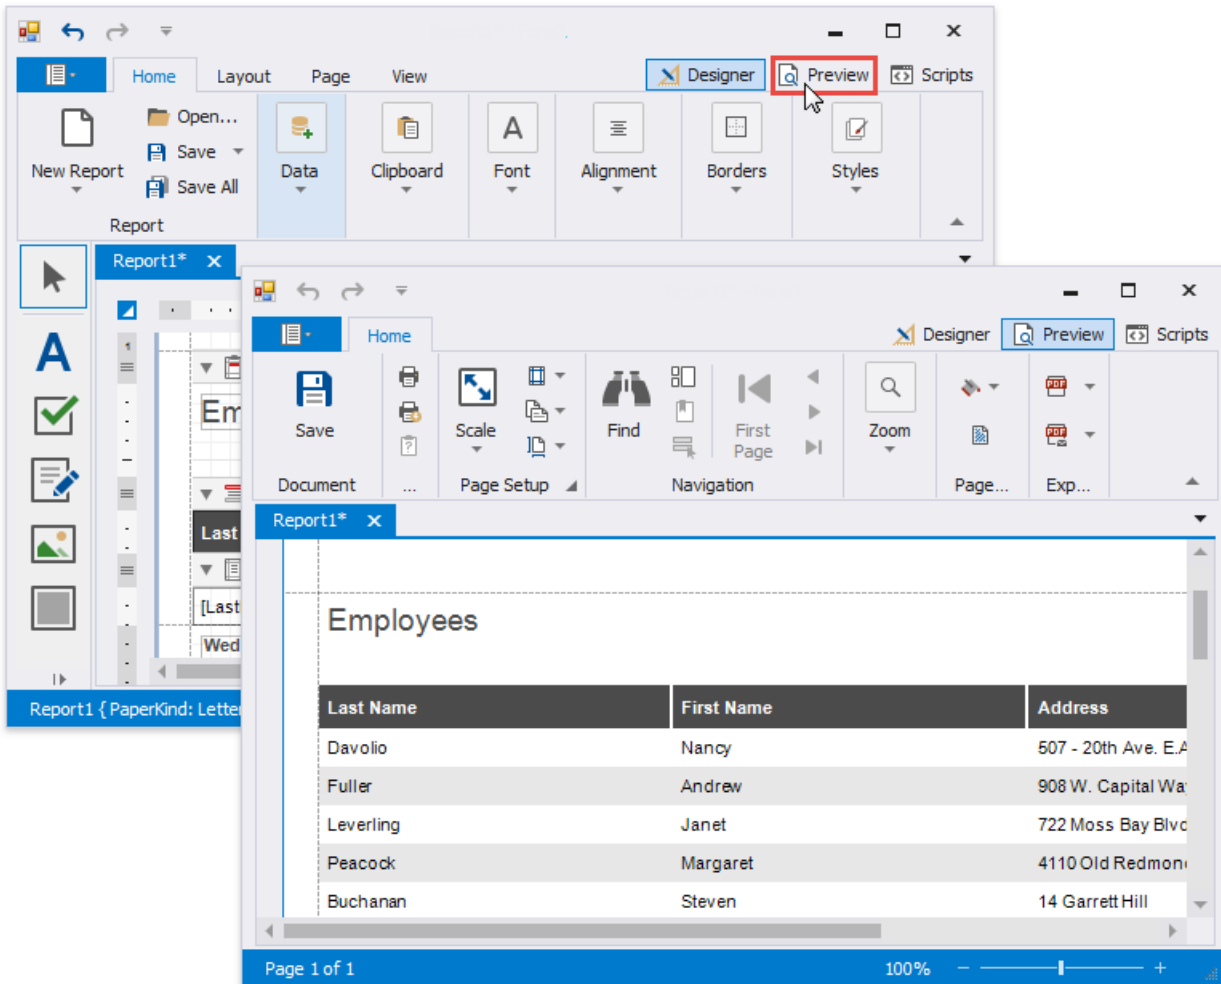 Home Layout Page View Designer Preview Scripts
Open...
Save
Save All
New Report Data Clipboard Font Alignment Borders Styles
Report
Report1*
A
Em
Last
[Last
Wed
Report1 { PaperKind: Letter
Home Designer Preview Scripts
Save Scale Find First Page Zoom
PDF
PDF
Document ... Page Setup Navigation Page... Exp...
Report1*
Employees
Last Name First Name Address
Davolio Nancy 507 - 20th Ave. E.A
Fuller Andrew 908 W. Capital Way
Leverling Janet 722 Moss Bay Blvd
Peacock Margaret 4110 Old Redmon
Buchanan Steven 14 Garrett Hill
Page 1 of 1 100% − +